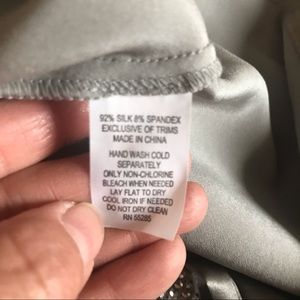 92% SILK 8% SPANDEX
EXCLUSIVE OF TRIMS
MADE IN CHINA
HAND WASH COLD
SEPARATELY
ONLY NON-CHLORINE
BLEACH WHEN NEEDED
LAY FLAT TO DRY
COOL IRON IF NEEDED
DO NOT DRY CLEAN
RN 55285